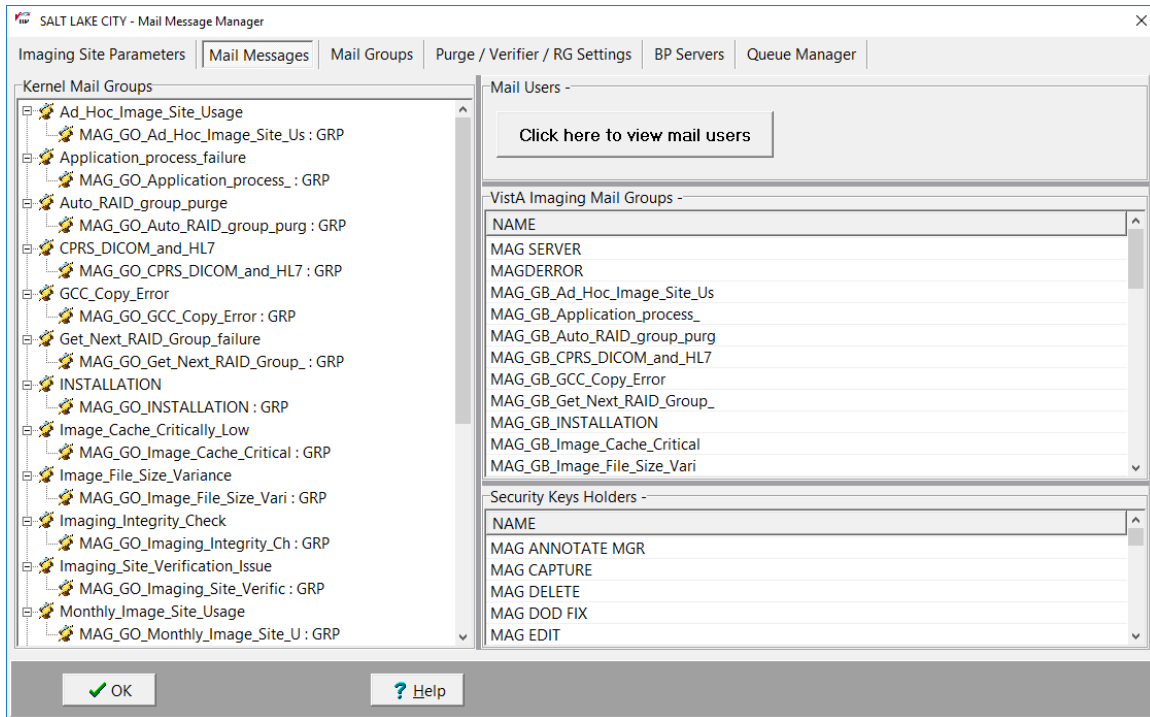 SALT LAKE CITY - Mail Message Manager
Imaging Site Parameters Mail Messages Mail Groups Purge / Verifier / RG Settings BP Servers Queue Manager
Kernel Mail Groups
Ad_Hoc_Image_Site_Usage
MAG_GO_Ad_Hoc_Image_Site_Us : GRP
Application_process_failure
MAG_GO_Application_process_ : GRP
Auto_RAID_group_purge
MAG_GO_Auto_RAID_group_purg : GRP
CPRS_DICOM_and_HL7
MAG_GO_CPRS_DICOM_and_HL7 : GRP
GCC_Copy_Error
MAG_GO_GCC_Copy_Error : GRP
Get_Next_RAID_Group_failure
MAG_GO_Get_Next_RAID_Group_ : GRP
INSTALLATION
MAG_GO_INSTALLATION : GRP
Image_Cache_Critically_Low
MAG_GO_Image_Cache_Critical : GRP
Image_File_Size_Variance
MAG_GO_Image_File_Size_Vari : GRP
Imaging_Integrity_Check
MAG_GO_Imaging_Integrity_Ch : GRP
Imaging_Site_Verification_Issue
MAG_GO_Imaging_Site_Verific : GRP
Monthly_Image_Site_Usage
MAG_GO_Monthly_Image_Site_U : GRP
Mail Users -
Click here to view mail users
VistA Imaging Mail Groups -
NAME
MAG SERVER
MAGDERROR
MAG_GB_Ad_Hoc_Image_Site_Us
MAG_GB_Application_process_
MAG_GB_Auto_RAID_group_purg
MAG_GB_CPRS_DICOM_and_HL7
MAG_GB_GCC_Copy_Error
MAG_GB_Get_Next_RAID_Group_
MAG_GB_INSTALLATION
MAG_GB_Image_Cache_Critical
MAG_GB_Image_File_Size_Vari
Security Keys Holders -
NAME
MAG ANNOTATE MGR
MAG CAPTURE
MAG DELETE
MAG DOD FIX
MAG EDIT
OK
? Help